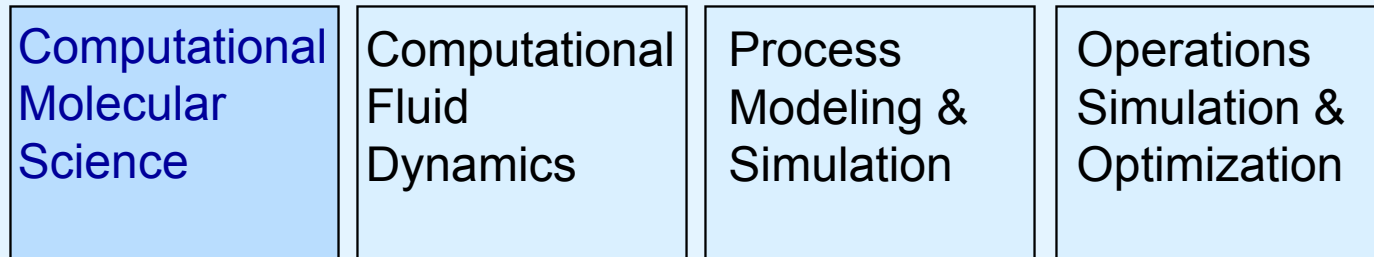 Computational
Molecular
Science
Computational
Fluid
Dynamics
Process
Modeling &
Simulation
Operations
Simulation &
Optimization